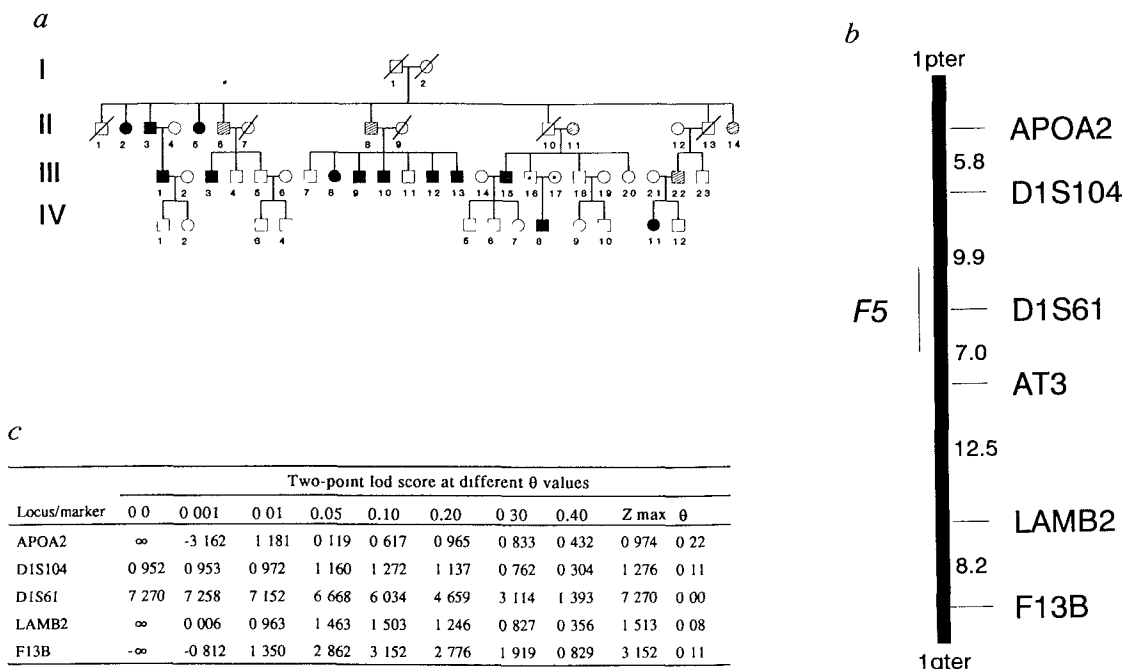 a
I
1 2
II
1 2 3 4 5 6 7 8 9 10 11 12 13 14
III
1 2 3 4 5 6 7 8 9 10 11 12 13 14 15 16 17 18 19 20 21 22 23
IV
1 2 3 4 5 6 7 8 9 10 11 12
b
1pter
APOA2
5.8
D1S104
9.9
F5
D1S61
7.0
AT3
12.5
LAMB2
8.2
F13B
1qter
c
Two-point lod score at different θ values
Locus/marker 0 0 0 001 0 01 0.05 0.10 0.20 0 30 0.40 Z max θ
APOA2 ∞ -3 162 1 181 0 119 0 617 0 965 0 833 0 432 0 974 0 22
D1S104 0 952 0 953 0 972 1 160 1 272 1 137 0 762 0 304 1 276 0 11
D1S61 7 270 7 258 7 152 6 668 6 034 4 659 3 114 1 393 7 270 0 00
LAMB2 ∞ 0 006 0 963 1 463 1 503 1 246 0 827 0 356 1 513 0 08
F13B -∞ -0 812 1 350 2 862 3 152 2 776 1 919 0 829 3 152 0 11